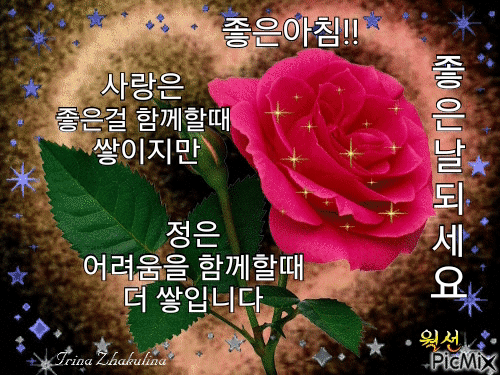 좋은아침!!
사랑은
좋은걸 함께할때
쌓이지만
정은
어려움을 함께할때
더 쌓입니다
좋은날되세요
월선
PicMix
Irina Zhakulina